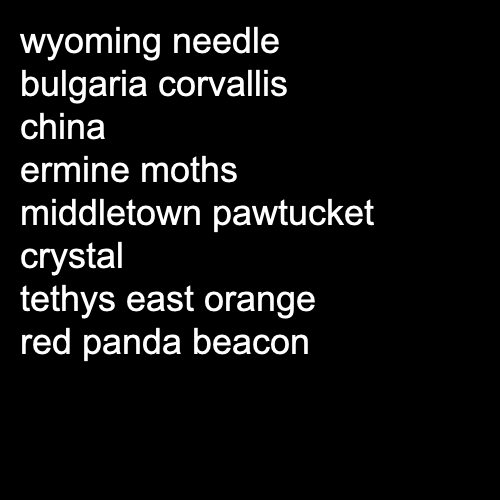 wyoming needle
bulgaria corvallis
china
ermine moths
middletown pawtucket
crystal
tethys east orange
red panda beacon